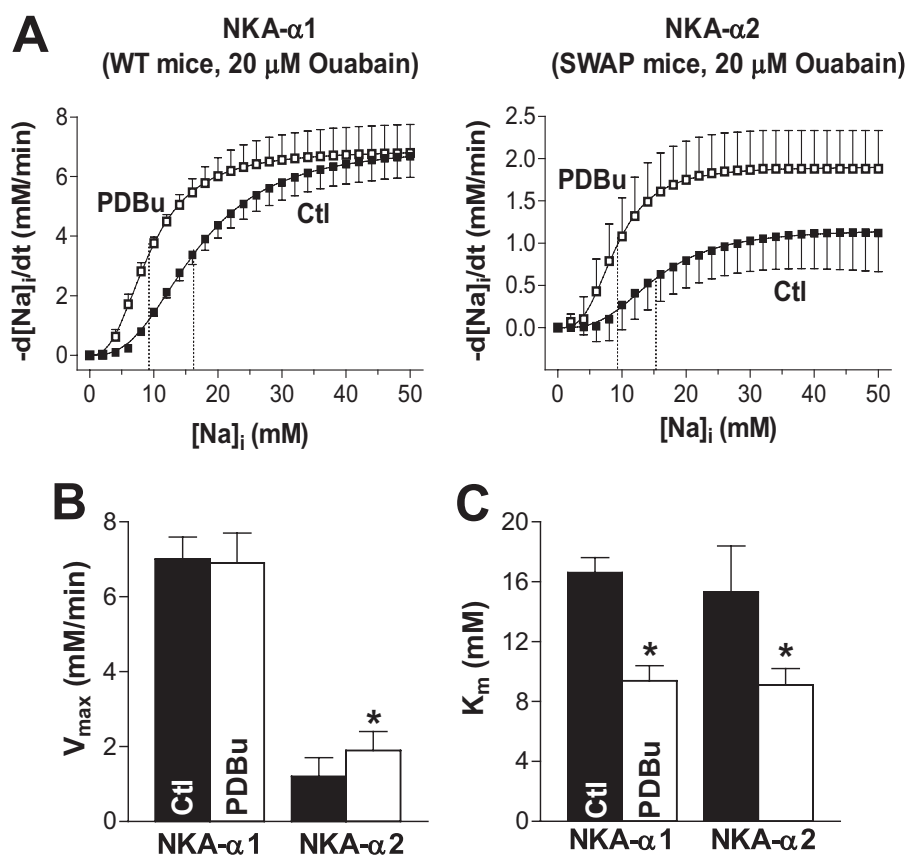 A
NKA-α1
(WT mice, 20 μM Ouabain)
8
6
4
2
0
-d[Na]i/dt (mM/min)
PDBu
Ctl
0 10 20 30 40 50
[Na]i (mM)
NKA-α2
(SWAP mice, 20 μM Ouabain)
2.5
2.0
1.5
1.0
0.5
0.0
-d[Na]i/dt (mM/min)
PDBu
Ctl
0 10 20 30 40 50
[Na]i (mM)
B
8
6
4
2
0
Vmax (mM/min)
*
Ctl
PDBu
NKA-α1 NKA-α2
C
20
16
12
8
4
0
Km (mM)
* *
Ctl
PDBu
NKA-α1 NKA-α2